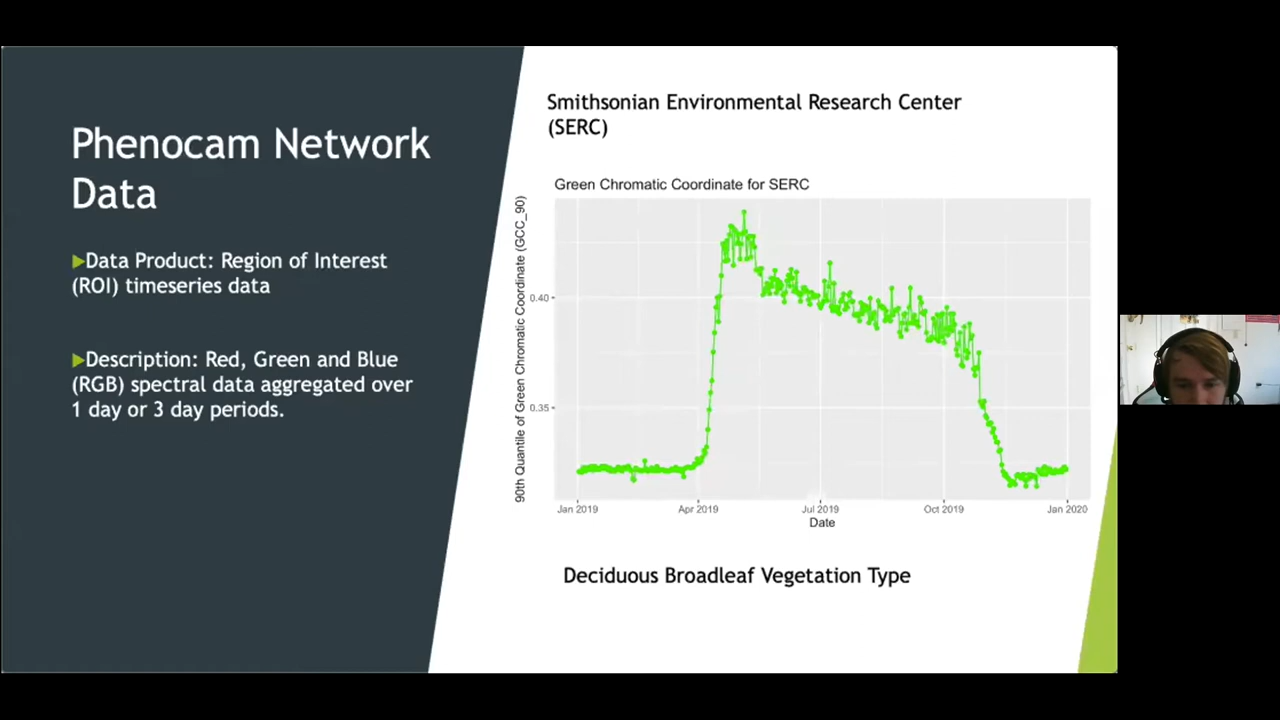 Phenocam Network
Data
Data Product: Region of Interest
(ROI) timeseries data
Description: Red, Green and Blue
(RGB) spectral data aggregated over
1 day or 3 day periods.
Smithsonian Environmental Research Center
(SERC)
Green Chromatic Coordinate for SERC
90th Quantile of Green Chromatic Coordinate (GCC_90)
0.40
0.35
Jan 2019
Apr 2019
Jul 2019
Oct 2019
Jan 2020
Date
Deciduous Broadleaf Vegetation Type